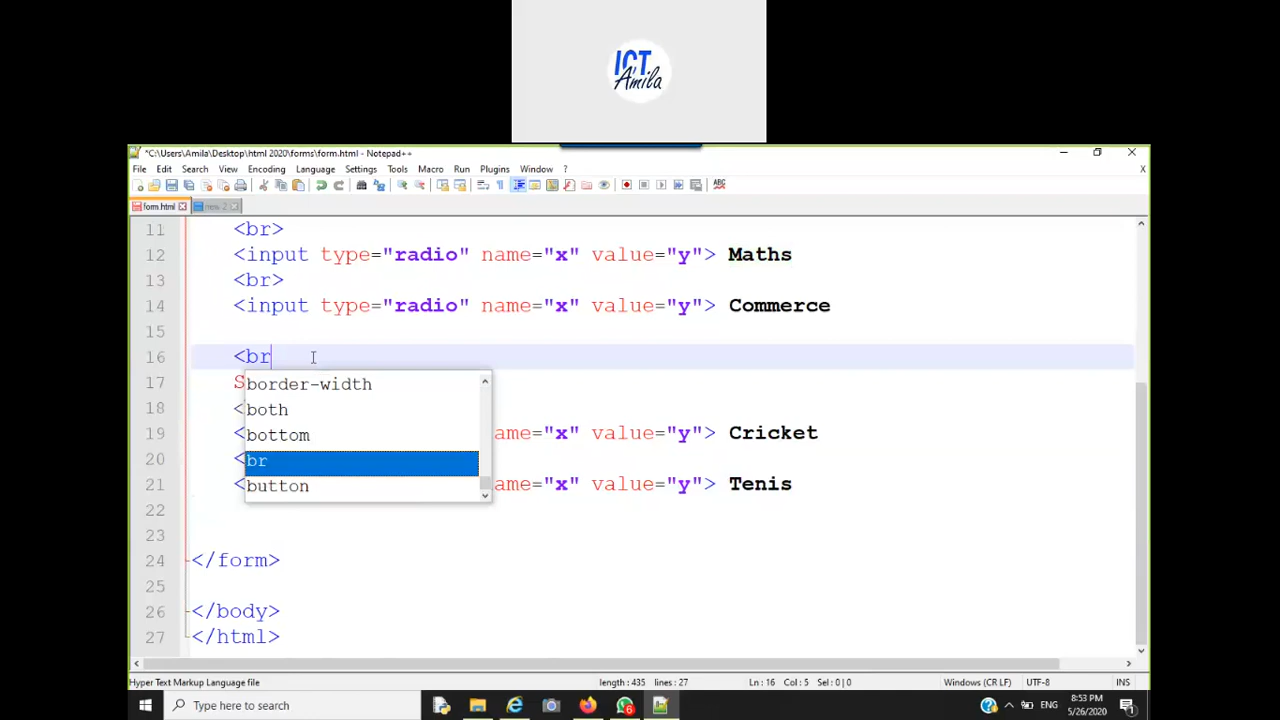 ICT
Amila
*C:\Users\Amila\Desktop\html 2020\forms\form.html - Notepad++
File Edit Search View Encoding Language Settings Tools Macro Run Plugins Window ? X
form.html new 2
11 <br>
12 <input type="radio" name="x" value="y"> Maths
13 <br>
14 <input type="radio" name="x" value="y"> Commerce
15
16 <br
17 S
18 <
19 < ame="x" value="y"> Cricket
20 <
21 < ame="x" value="y"> Tenis
22
23
24 </form>
25
26 </body>
27 </html>
border-width
both
bottom
br
button
Hyper Text Markup Language file length : 435 lines : 27 Ln : 16 Col : 5 Sel : 0 | 0 Windows (CR LF) UTF-8 INS
Type here to search 6 ENG 8:53 PM 1
5/26/2020